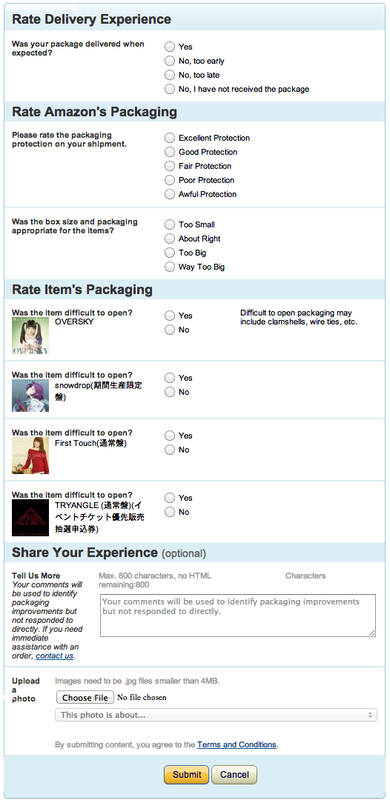 Rate Delivery Experience
Was your package delivered when
expected?
Yes
No, too early
No, too late
No, I have not received the package
Rate Amazon's Packaging
Please rate the packaging
protection on your shipment.
Excellent Protection
Good Protection
Fair Protection
Poor Protection
Awful Protection
Was the box size and packaging
appropriate for the items?
Too Small
About Right
Too Big
Way Too Big
Rate Item's Packaging
Was the item difficult to open?
OVERSKY
Yes
No
Difficult to open packaging may
include clamshells, wire ties, etc.
OVERSKY
Was the item difficult to open?
snowdrop(期間生産限定
盤)
Yes
No
Was the item difficult to open?
First Touch(通常盤)
Yes
No
Was the item difficult to open?
TRYANGLE (通常盤)(イ
ベントチケット優先販売
抽選申込券)
Yes
No
Share Your Experience (optional)
Tell Us More
Your comments will
be used to identify
packaging
improvements but
not responded to
directly. If you need
immediate
assistance with an
order, contact us.
Max. 800 characters, no HTML
Characters
remaining:800
Your comments will be used to identify packaging improvements
but not responded to directly.
Upload
a
photo
Images need to be .jpg files smaller than 4MB.
Choose File No file chosen
This photo is about...
By submitting content, you agree to the Terms and Conditions.
Submit Cancel